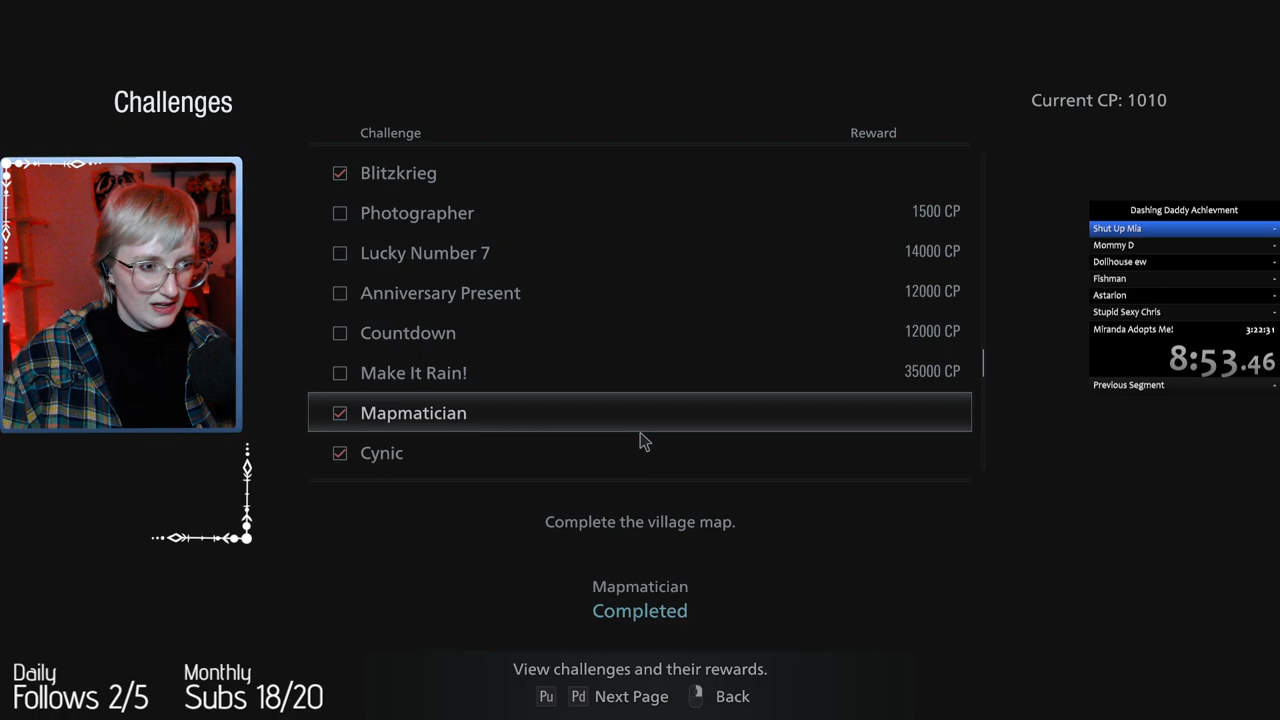 Challenges
Current CP: 1010
Challenge Reward
Blitzkrieg
Photographer 1500 CP
Lucky Number 7 14000 CP
Anniversary Present 12000 CP
Countdown 12000 CP
Make It Rain! 35000 CP
Mapmatician
Cynic
Complete the village map.
Mapmatician
Completed
View challenges and their rewards.
Pu Pd Next Page Back
Dashing Daddy Achievment
Shut Up Mia -
Mommy D -
Dollhouse ew -
Fishman -
Astarion -
Stupid Sexy Chris -
Miranda Adopts Me! 3:22:31
8:53.46
Previous Segment -
Daily
Follows 2/5
Monthly
Subs 18/20